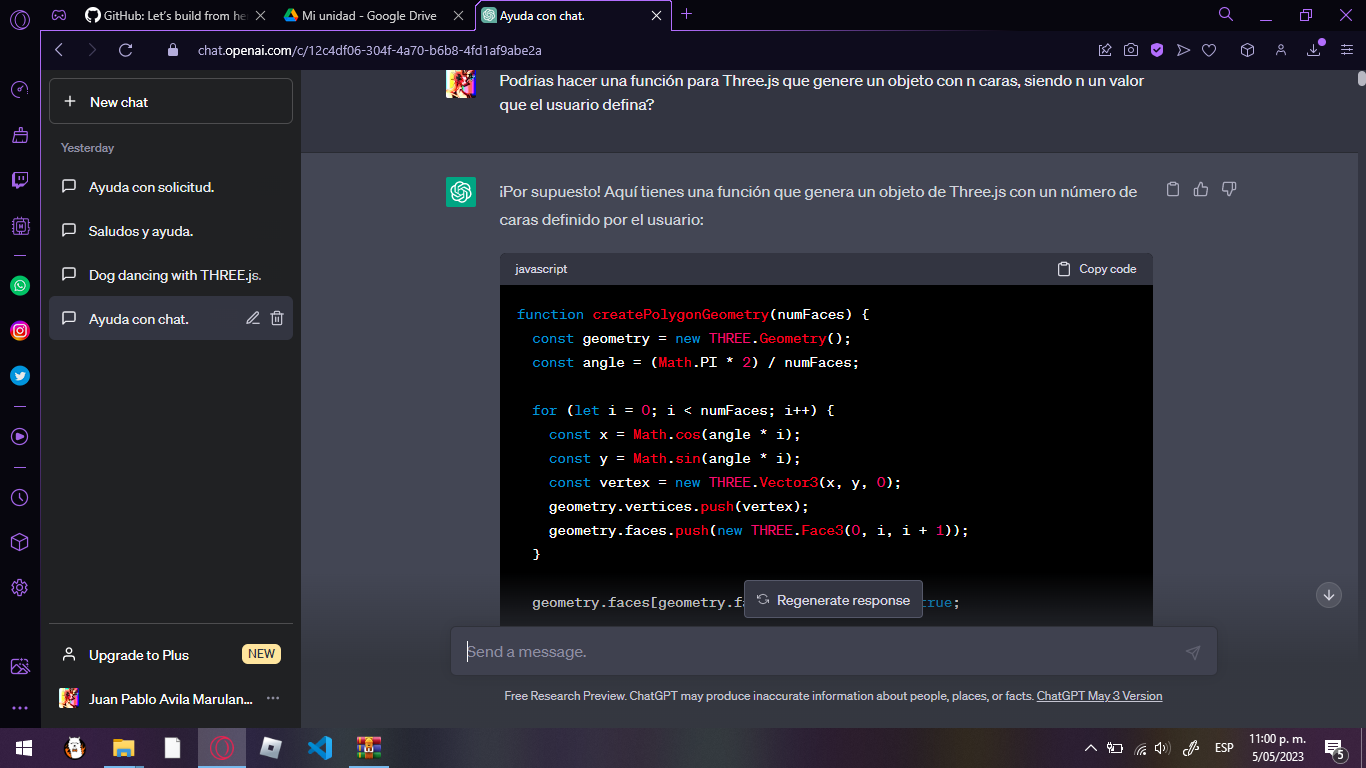 GitHub: Let's build from he
Mi unidad - Google Drive
Ayuda con chat.
chat.openai.com/c/12c4df06-304f-4a70-b6b8-4fd1af9abe2a
New chat
Yesterday
Ayuda con solicitud.
Saludos y ayuda.
Dog dancing with THREE.js.
Ayuda con chat.
Upgrade to Plus
NEW
Juan Pablo Avila Marulan...
Podrias hacer una función para Three.js que genere un objeto con n caras, siendo n un valor
que el usuario defina?
¡Por supuesto! Aquí tienes una función que genera un objeto de Three.js con un número de
caras definido por el usuario:
javascript
Copy code
function createPolygonGeometry(numFaces) {
const geometry = new THREE.Geometry();
const angle = (Math.PI * 2) / numFaces;
for (let i = 0; i < numFaces; i++) {
const x = Math.cos(angle * i);
const y = Math.sin(angle * i);
const vertex = new THREE.Vector3(x, y, 0);
geometry.vertices.push(vertex);
geometry.faces.push(new THREE.Face3(0, i, i + 1));
}
geometry.faces[geometry.fa
true;
Regenerate response
Send a message.
Free Research Preview. ChatGPT may produce inaccurate information about people, places, or facts. ChatGPT May 3 Version
ESP
11:00 p. m.
5/05/2023
5